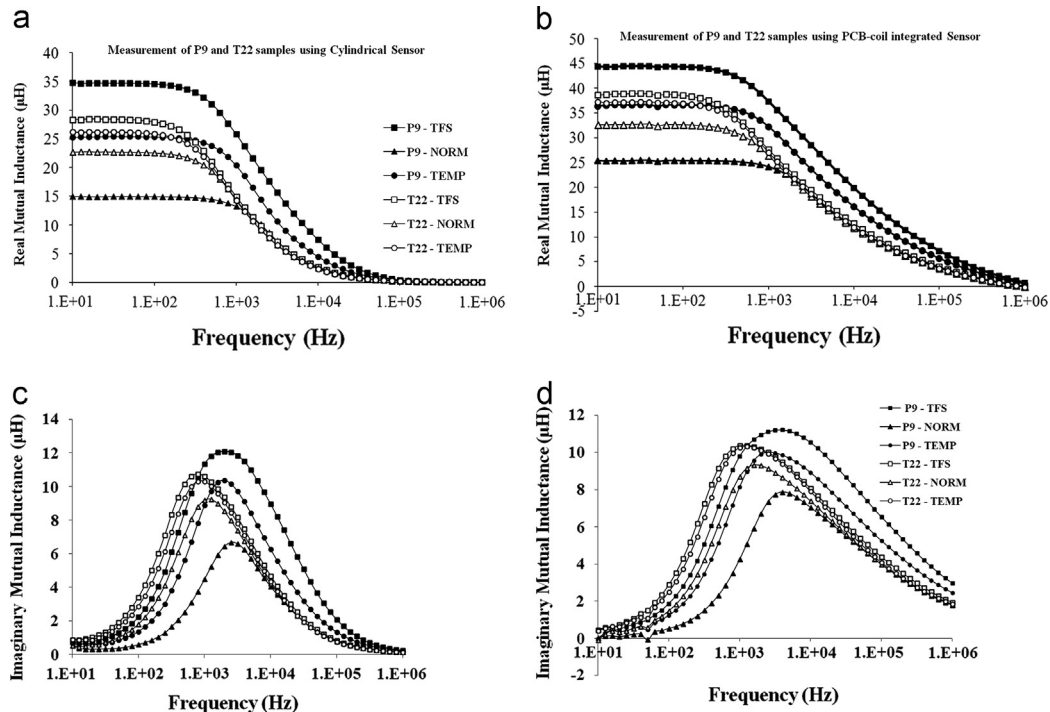 a
Measurement of P9 and T22 samples using Cylindrical Sensor
Real Mutual Inductance (µH)
40
35
30
25
20
15
10
5
0
P9 - TFS
P9 - NORM
P9 - TEMP
T22 - TFS
T22 - NORM
T22 - TEMP
1.E+01 1.E+02 1.E+03 1.E+04 1.E+05 1.E+06
Frequency (Hz)
b
Measurement of P9 and T22 samples using PCB-coil integrated Sensor
Real Mutual Inductance (µH)
50
45
40
35
30
25
20
15
10
5
0
-5
1.E+01 1.E+02 1.E+03 1.E+04 1.E+05 1.E+06
Frequency (Hz)
c
Imaginary Mutual Inductance (µH)
14
12
10
8
6
4
2
0
1.E+01 1.E+02 1.E+03 1.E+04 1.E+05 1.E+06
Frequency (Hz)
d
Imaginary Mutual Inductance (µH)
12
10
8
6
4
2
0
-2
P9 - TFS
P9 - NORM
P9 - TEMP
T22 - TFS
T22 - NORM
T22 - TEMP
1.E+01 1.E+02 1.E+03 1.E+04 1.E+05 1.E+06
Frequency (Hz)